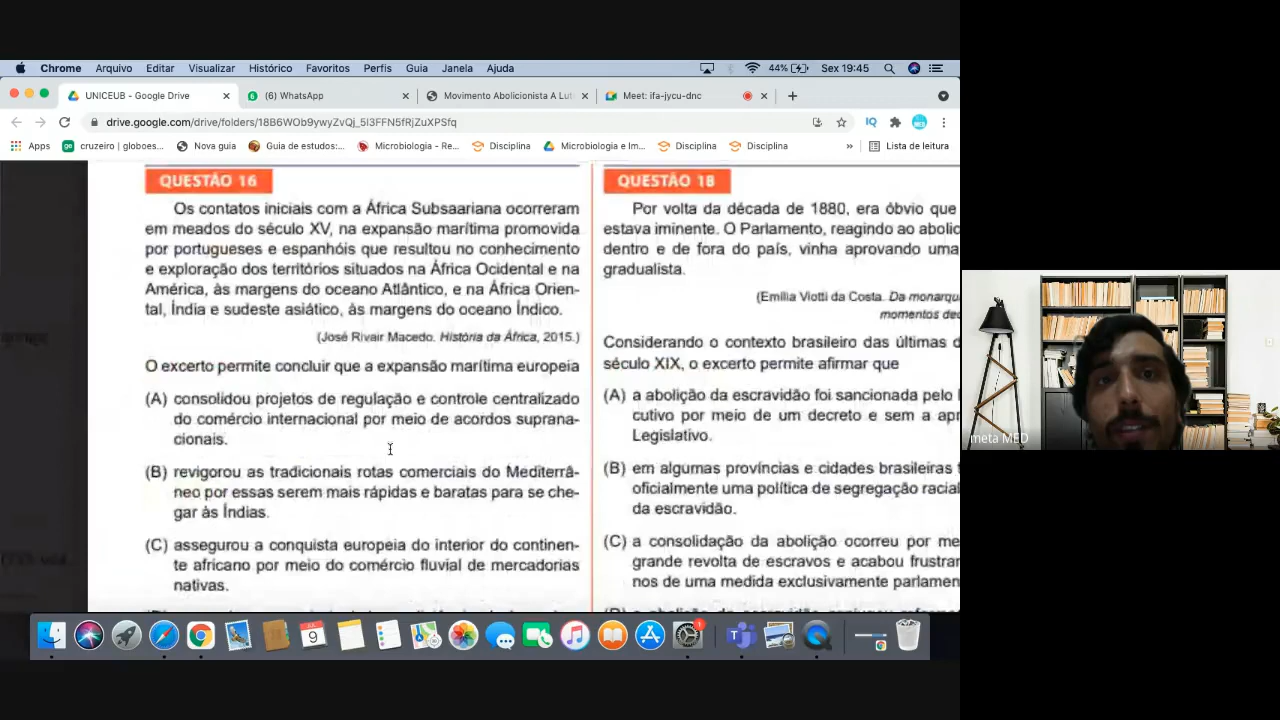 Chrome Arquivo Editar Visualizar Histórico Favoritos Perfis Guia Janela Ajuda 44% Sex 19:45
UNICEUB - Google Drive × (6) WhatsApp × Movimento Abolicionista A Lut × Meet: ifa-jycu-dnc × +
drive.google.com/drive/folders/18B6WOb9ywyZvQj_5I3FFN5fRjZuXPSfq
Apps cruzeiro | globoes... Nova guia Guia de estudos:... Microbiologia - Re... Disciplina Microbiologia e Im... Disciplina Disciplina » Lista de leitura
QUESTÃO 16
Os contatos iniciais com a África Subsaariana ocorreram
em meados do século XV, na expansão marítima promovida
por portugueses e espanhóis que resultou no conhecimento
e exploração dos territórios situados na África Ocidental e na
América, às margens do oceano Atlântico, e na África Orien-
tal, Índia e sudeste asiático, às margens do oceano Índico.
(José Rivair Macedo. História da África, 2015.)
O excerto permite concluir que a expansão marítima europeia
(A) consolidou projetos de regulação e controle centralizado
do comércio internacional por meio de acordos suprana-
cionais.
(B) revigorou as tradicionais rotas comerciais do Mediterrâ-
neo por essas serem mais rápidas e baratas para se che-
gar às Índias.
(C) assegurou a conquista europeia do interior do continen-
te africano por meio do comércio fluvial de mercadorias
nativas.
QUESTÃO 18
Por volta da década de 1880, era óbvio que
estava iminente. O Parlamento, reagindo ao abolic
dentro e de fora do país, vinha aprovando uma
gradualista.
(Emília Viotti da Costa. Da monarqu
momentos dec
Considerando o contexto brasileiro das últimas d
século XIX, o excerto permite afirmar que
(A) a abolição da escravidão foi sancionada pelo
cutivo por meio de um decreto e sem a apr
Legislativo.
(B) em algumas províncias e cidades brasileiras
oficialmente uma política de segregação racial
da escravidão.
(C) a consolidação da abolição ocorreu por me
grande revolta de escravos e acabou frustrar
nos de uma medida exclusivamente parlamen
meta MED
JUL
9
1